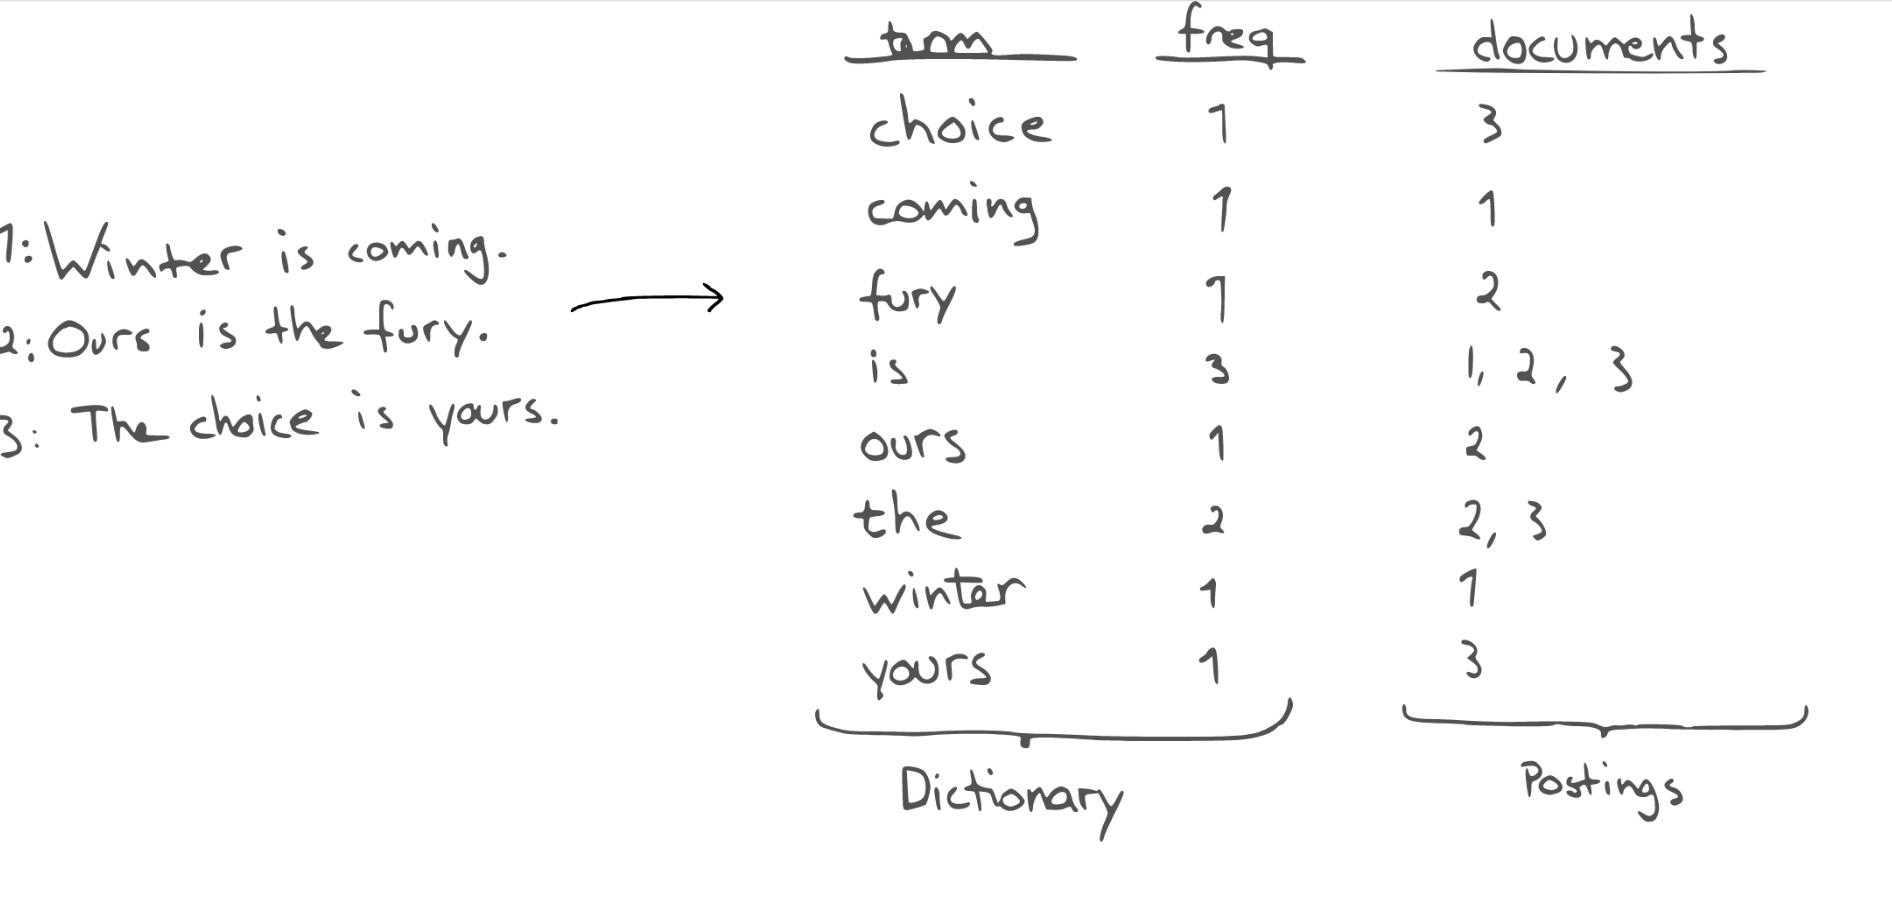 1: Winter is coming.
2: Ours is the fury.
3: The choice is yours.
term freq documents
choice 1 3
coming 1 1
fury 1 2
is 3 1, 2, 3
ours 1 2
the 2 2, 3
winter 1 1
yours 1 3
Dictionary Postings